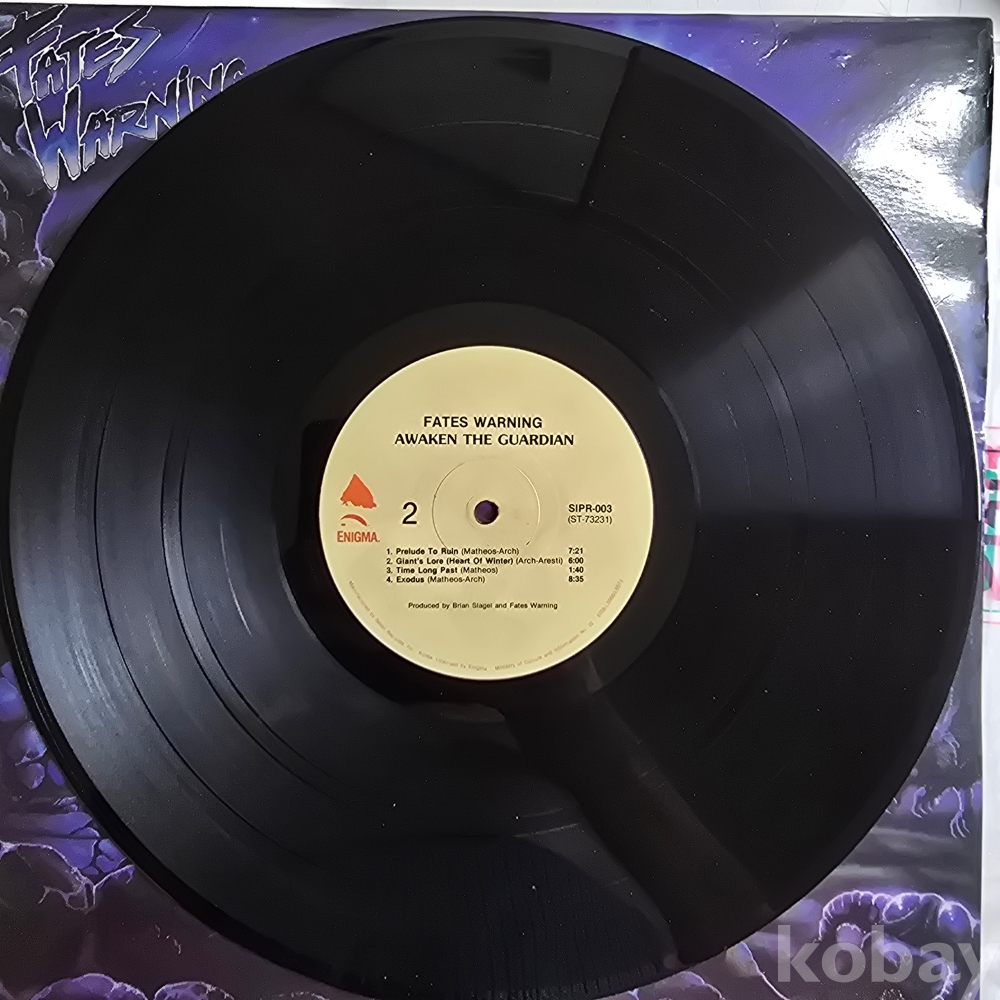 FATES
WARNING
FATES WARNING
AWAKEN THE GUARDIAN
2
SIPR-003
(ST-73231)
ENIGMA.
1. Prelude To Ruin (Matheos-Arch) 7:21
2. Giant's Lore (Heart Of Winter) (Arch-Aresti) 6:00
3. Time Long Past (Matheos) 1:40
4. Exodus (Matheos-Arch) 8:35
Produced by Brian Slagel and Fates Warning
kobay